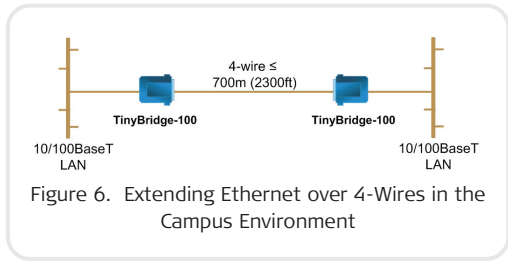 4-wire ≤
700m (2300ft)
TinyBridge-100
TinyBridge-100
10/100BaseT
LAN
10/100BaseT
LAN
Figure 6. Extending Ethernet over 4-Wires in the
Campus Environment